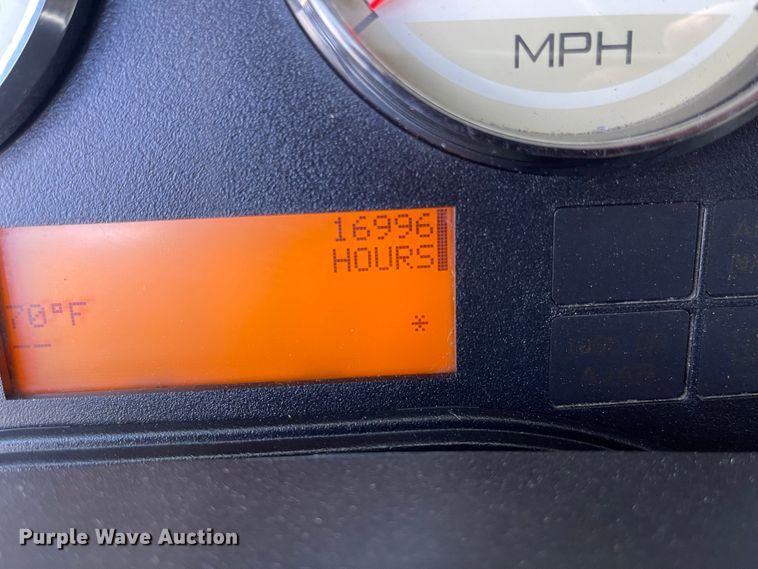 MPH
16996
HOURS
70°F
--
*
Purple Wave Auction